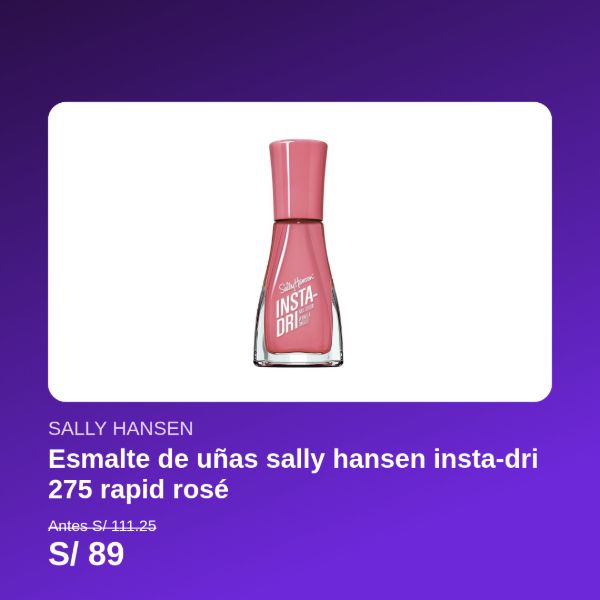 Sally Hansen
INSTA-
DRI
SALLY HANSEN
Esmalte de uñas sally hansen insta-dri
275 rapid rosé
Antes S/ 111.25
S/ 89